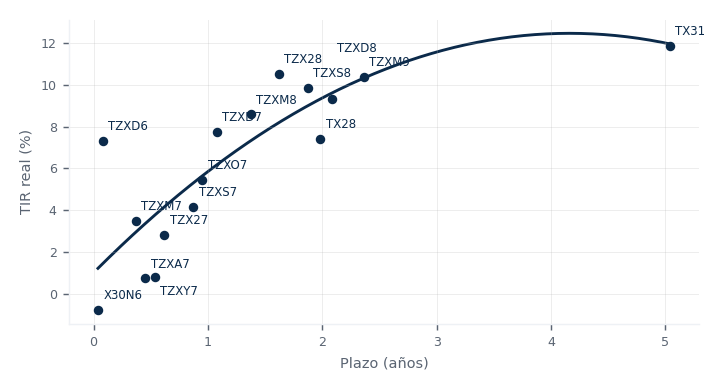 TX31
TZXD8
TZX28
TZXM9
TZXS8
TZXM8
TZXD7
TX28
TZXD6
TZXO7
TZXS7
TZXM7
TZX27
TZXA7
TZXY7
X30N6
TIR real (%)
12
10
8
6
4
2
0
0 1 2 3 4 5
Plazo (años)